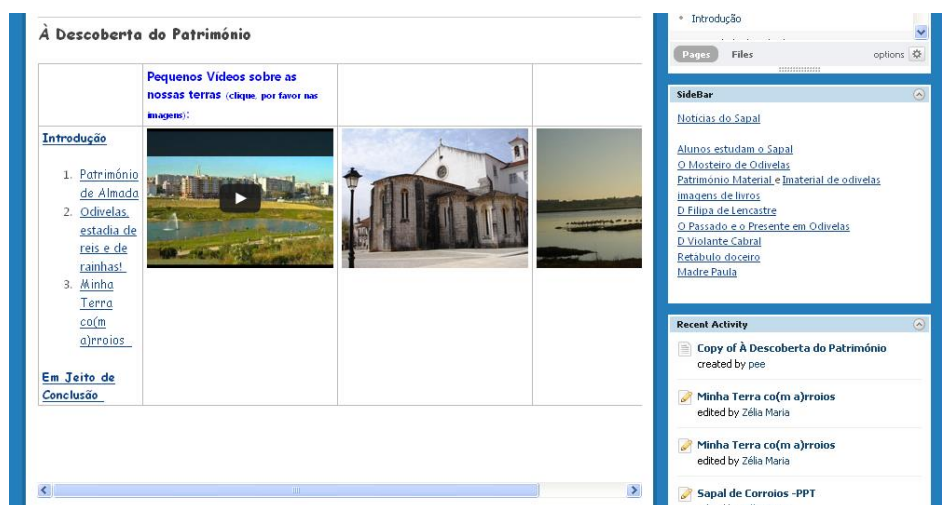 À Descoberta do Património
Pequenos Vídeos sobre as
nossas terras (clique, por favor nas
imagens):
Introdução
1. Património
de Almada
2. Odivelas,
estadia de
reis e de
rainhas!
3. Minha
Terra
co(m
a)rroios
Em Jeito de
Conclusão
Introdução
Pages Files options
SideBar
Noticias do Sapal
Alunos estudam o Sapal
O Mosteiro de Odivelas
Património Material e Imaterial de odivelas
imagens de livros
D Filipa de Lencastre
O Passado e o Presente em Odivelas
D Violante Cabral
Retábulo doceiro
Madre Paula
Recent Activity
Copy of À Descoberta do Património
created by pee
Minha Terra co(m a)rroios
edited by Zélia Maria
Minha Terra co(m a)rroios
edited by Zélia Maria
Sapal de Corroios -PPT